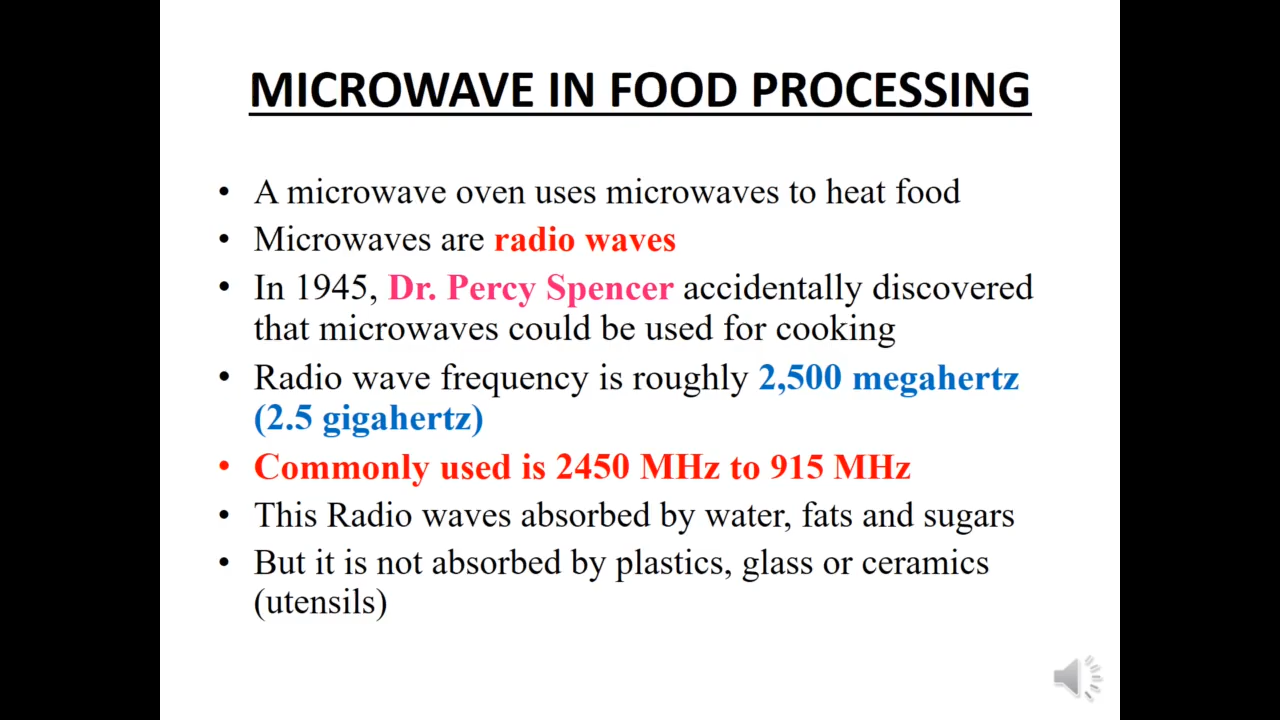 MICROWAVE IN FOOD PROCESSING
• A microwave oven uses microwaves to heat food
• Microwaves are radio waves
• In 1945, Dr. Percy Spencer accidentally discovered
that microwaves could be used for cooking
• Radio wave frequency is roughly 2,500 megahertz
(2.5 gigahertz)
• Commonly used is 2450 MHz to 915 MHz
• This Radio waves absorbed by water, fats and sugars
• But it is not absorbed by plastics, glass or ceramics
(utensils)